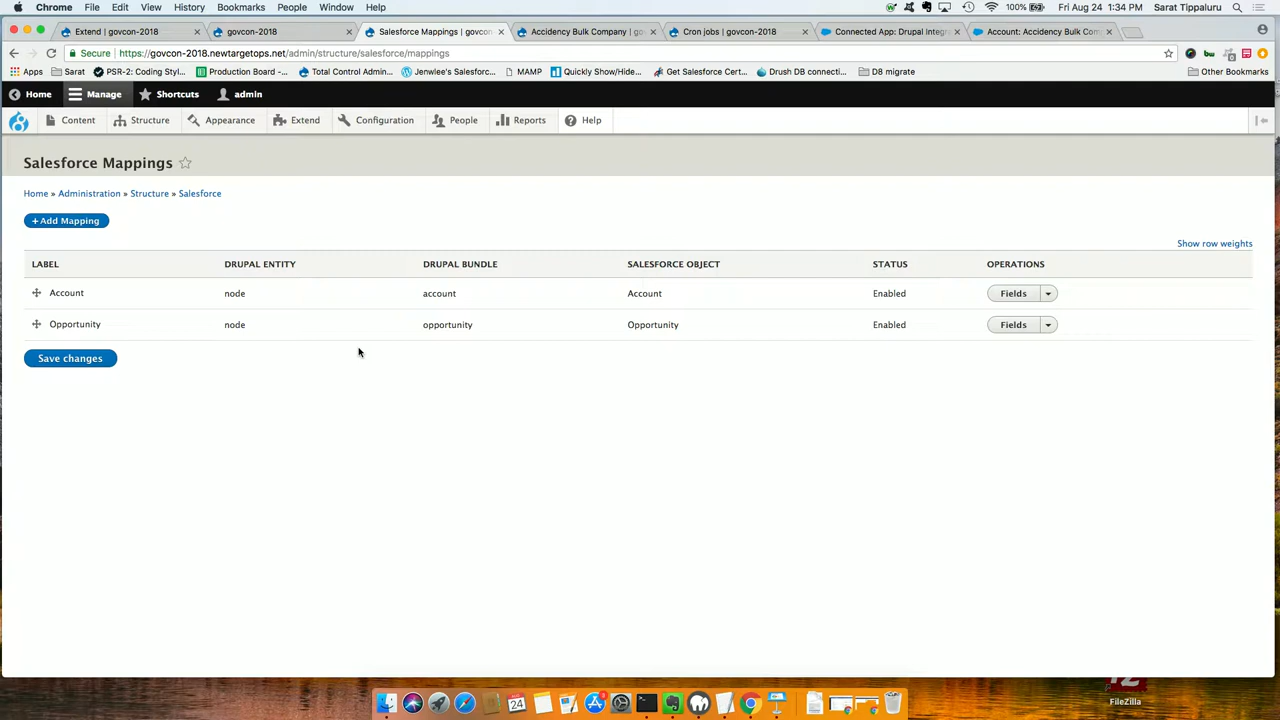 Chrome File Edit View History Bookmarks People Window Help 100% Fri Aug 24 1:34 PM Sarat Tippaluru
Extend | govcon-2018 govcon-2018 Salesforce Mappings | govcon Accidency Bulk Company | go Cron jobs | govcon-2018 Connected App: Drupal Integr Account: Accidency Bulk Com
Secure https://govcon-2018.newtargetops.net/admin/structure/salesforce/mappings
Apps Sarat PSR-2: Coding Styl... Production Board -... Total Control Admin... Jenwlee's Salesforc... MAMP Quickly Show/Hide... Get Salesforce Cert... Drush DB connecti... D8 migrate Other Bookmarks
Home Manage Shortcuts admin
Content Structure Appearance Extend Configuration People Reports Help
Salesforce Mappings
Home » Administration » Structure » Salesforce
+ Add Mapping
Show row weights
LABEL DRUPAL ENTITY DRUPAL BUNDLE SALESFORCE OBJECT STATUS OPERATIONS
Account node account Account Enabled Fields
Opportunity node opportunity Opportunity Enabled Fields
Save changes
FileZilla